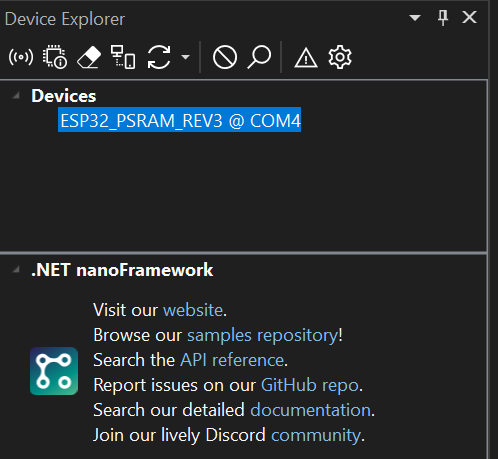 Device Explorer
Devices
ESP32_PSRAM_REV3 @ COM4
.NET nanoFramework
Visit our website.
Browse our samples repository!
Search the API reference.
Report issues on our GitHub repo.
Search our detailed documentation.
Join our lively Discord community.